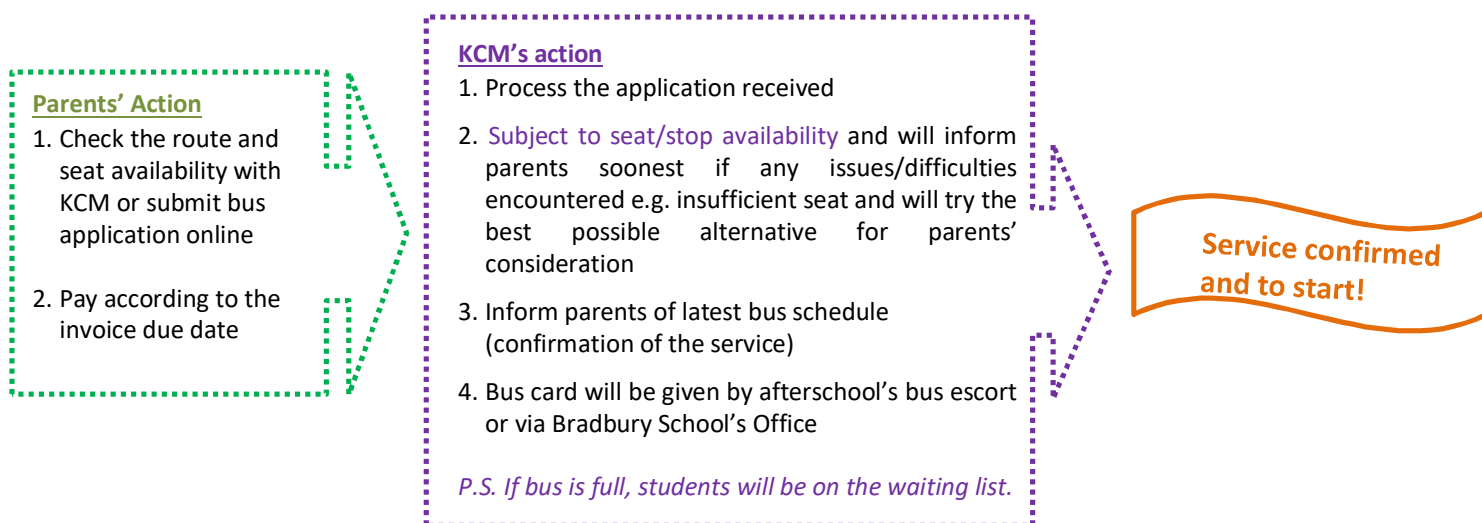 Parents’ Action
1. Check the route and
seat availability with
KCM or submit bus
application online
2. Pay according to the
invoice due date
KCM’s action
1. Process the application received
2. Subject to seat/stop availability and will inform
parents soonest if any issues/difficulties
encountered e.g. insufficient seat and will try the
best possible alternative for parents’
consideration
3. Inform parents of latest bus schedule
(confirmation of the service)
4. Bus card will be given by afterschool’s bus escort
or via Bradbury School’s Office
P.S. If bus is full, students will be on the waiting list.
Service confirmed
and to start!